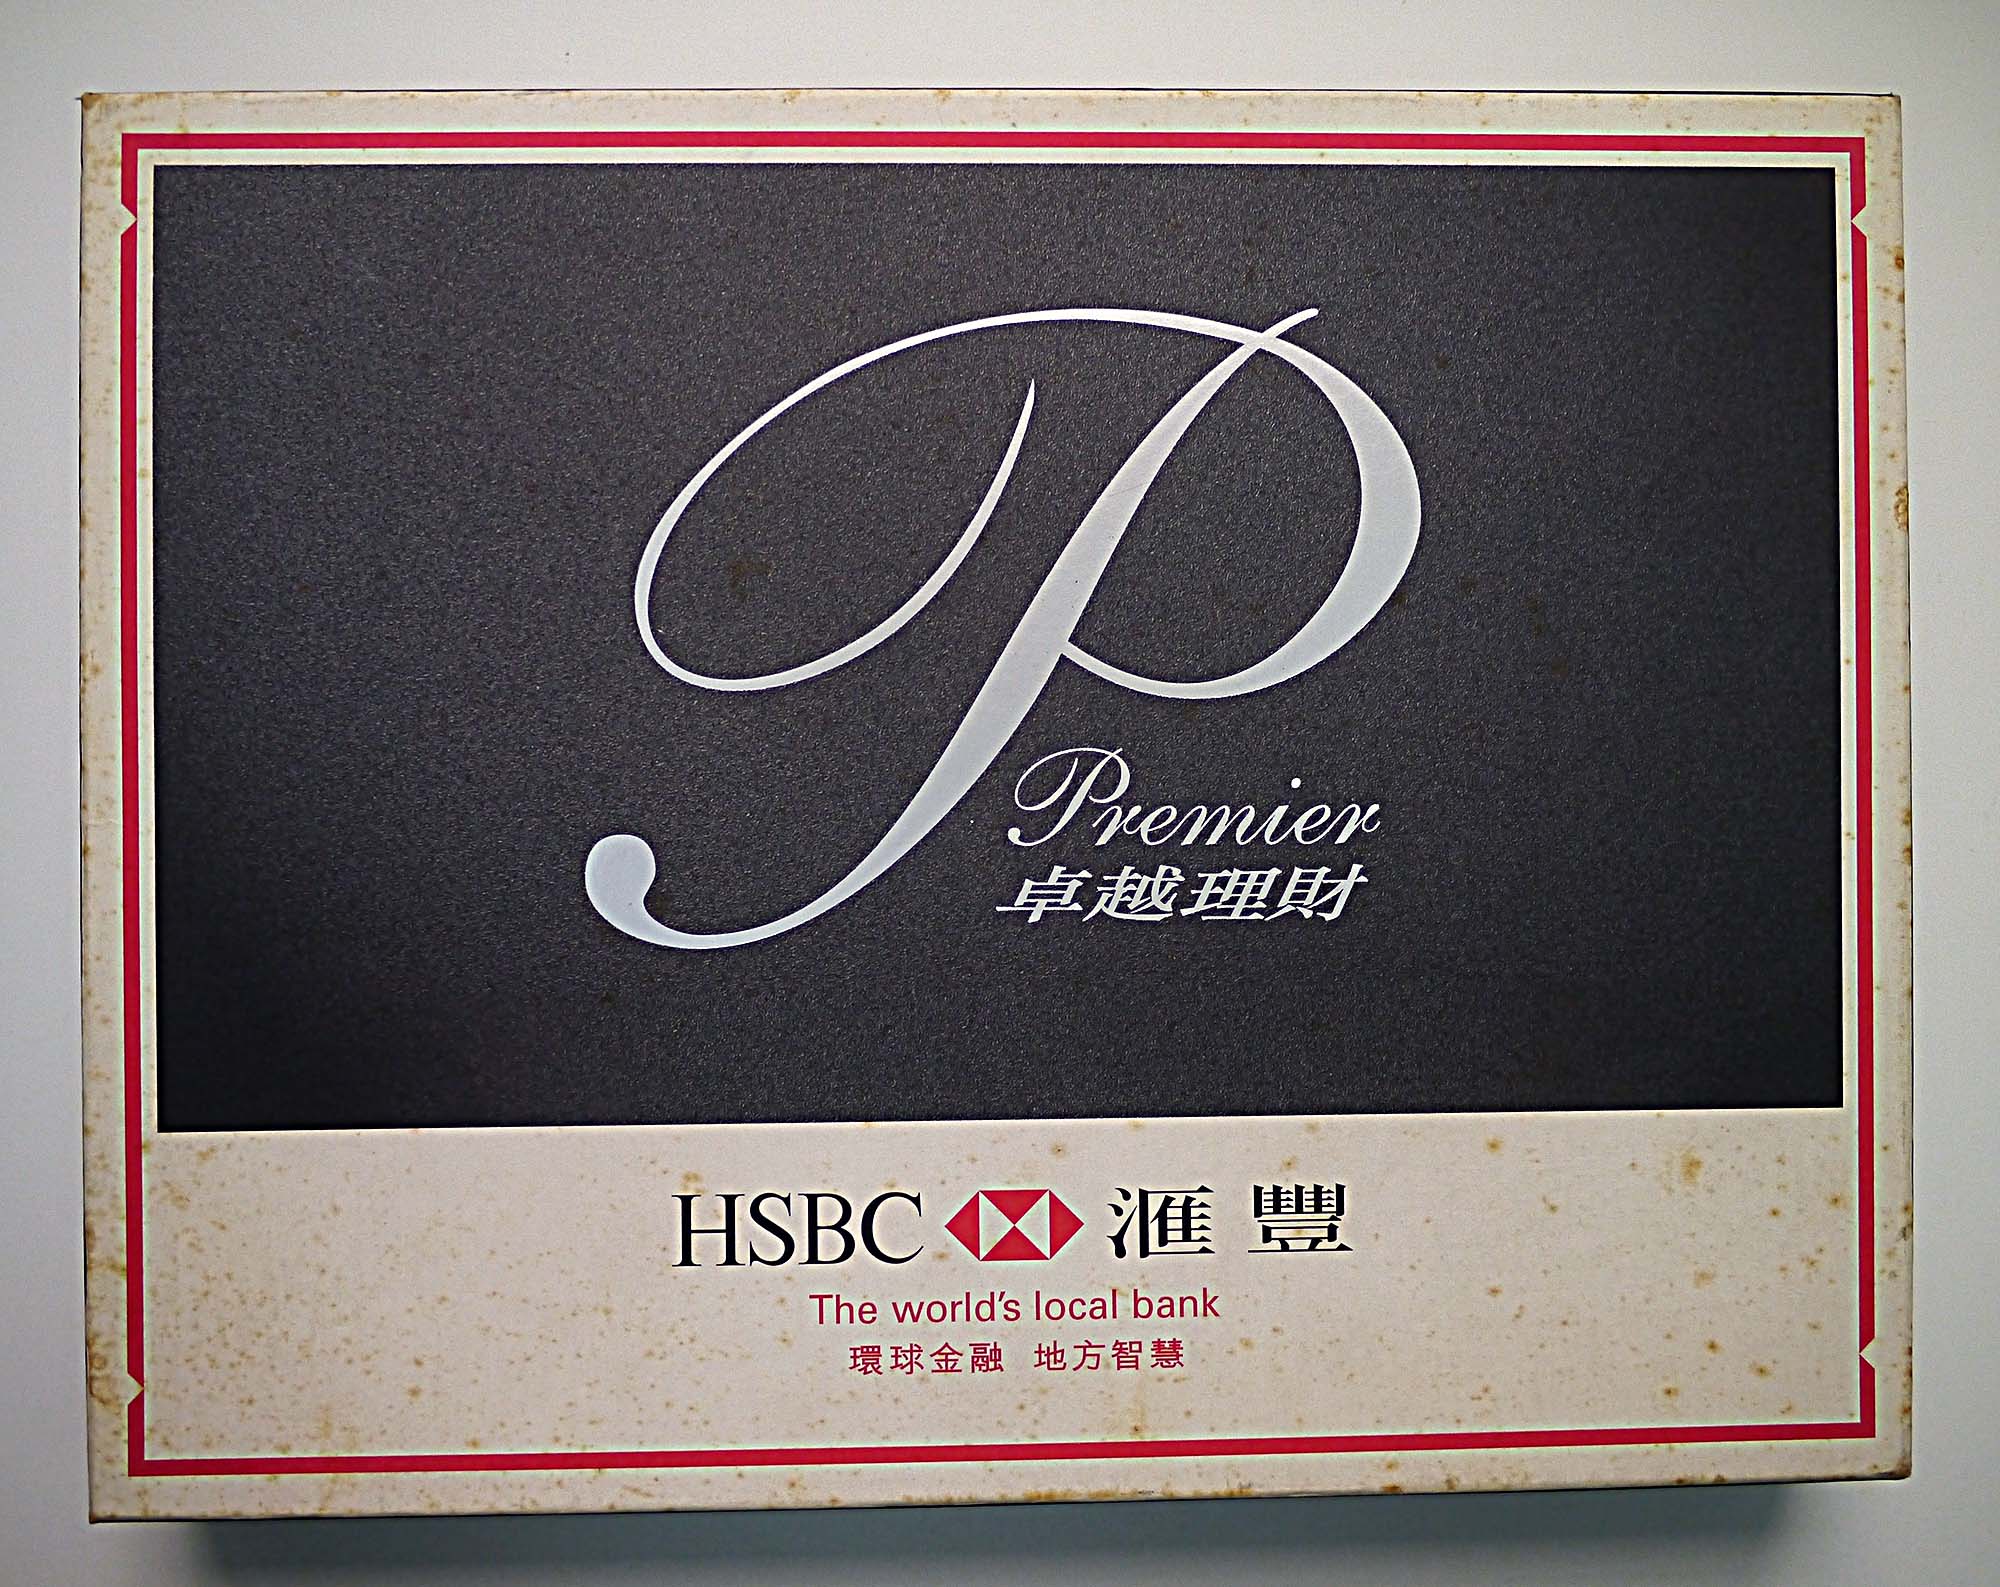 P
Premier
卓越理財
HSBC 滙豐
The world's local bank
環球金融 地方智慧